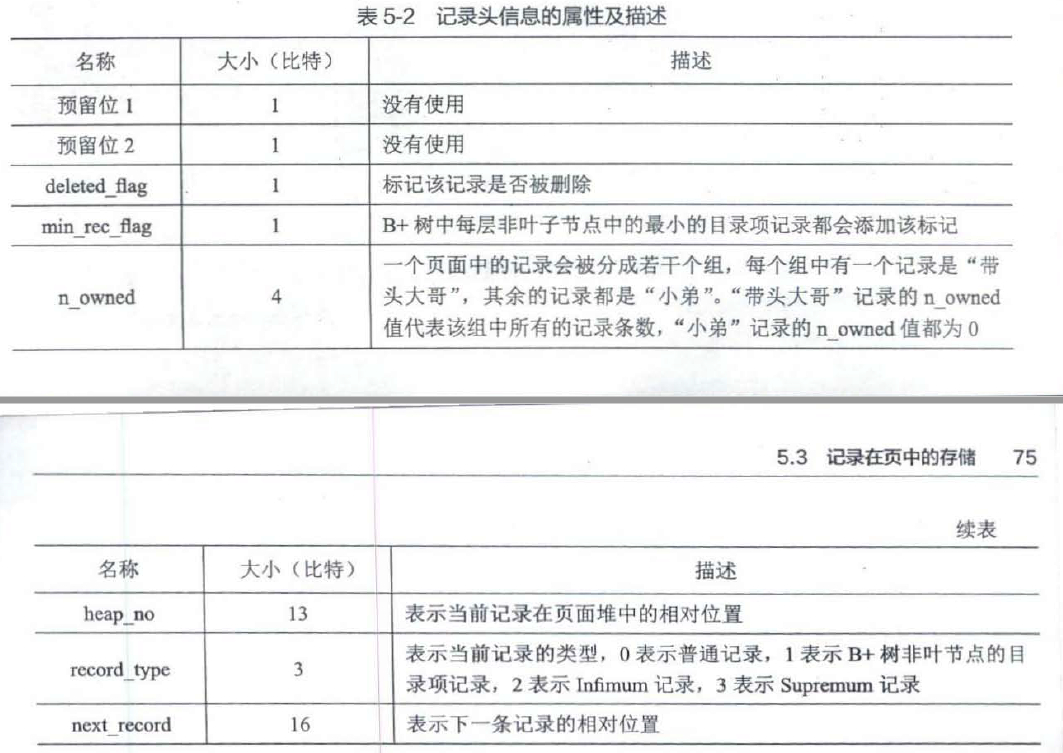 表 5-2 记录头信息的属性及描述
名称 大小（比特） 描述
预留位 1 1 没有使用
预留位 2 1 没有使用
deleted_flag 1 标记该记录是否被删除
min_rec_flag 1 B+ 树中每层非叶子节点中的最小的目录项记录都会添加该标记
一个页面中的记录会被分成若干个组，每个组中有一个记录是“带
n_owned 4 头大哥”，其余的记录都是“小弟”。“带头大哥”记录的 n_owned
值代表该组中所有的记录条数，“小弟”记录的 n_owned 值都为 0
5.3 记录在页中的存储 75
续表
名称 大小（比特） 描述
heap_no 13 表示当前记录在页面堆中的相对位置
record_type 3 表示当前记录的类型，0 表示普通记录，1 表示 B+ 树非叶节点的目
录项记录，2 表示 Infimum 记录，3 表示 Supremum 记录
next_record 16 表示下一条记录的相对位置